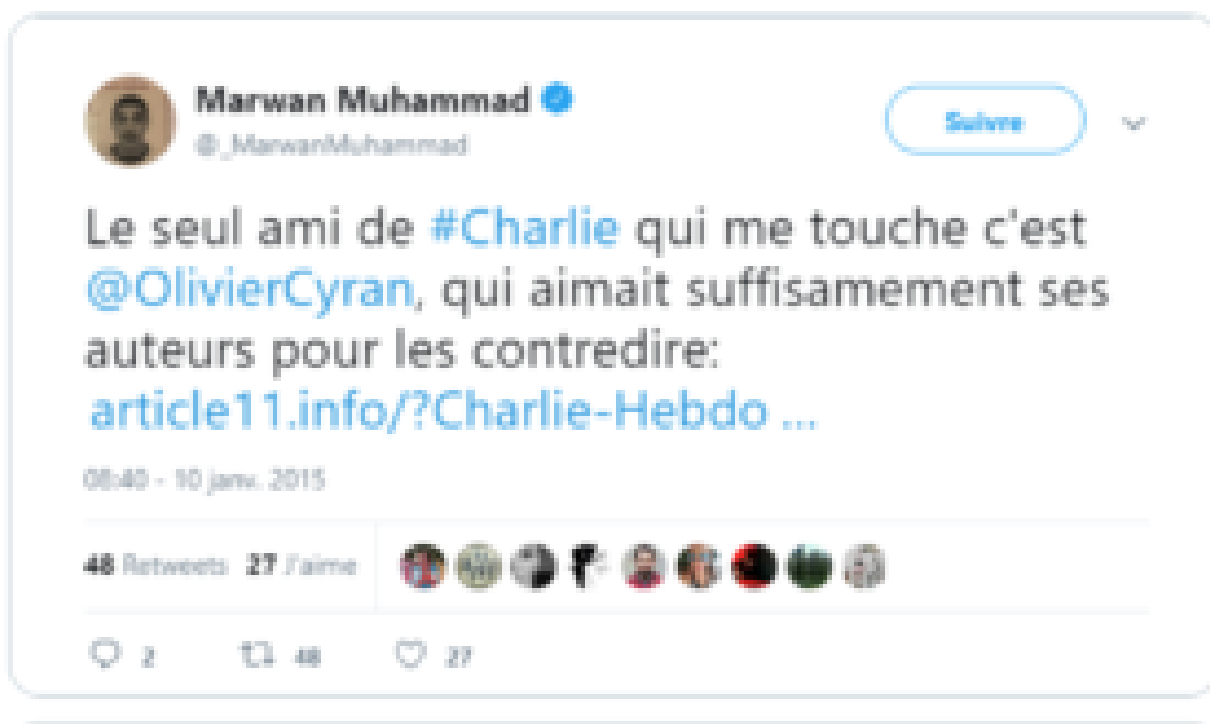 Marwan Muhammad
@_MarwanMuhammad
Suivre
Le seul ami de #Charlie qui me touche c'est
@OlivierCyran, qui aimait suffisamement ses
auteurs pour les contredire:
article11.info/?Charlie-Hebdo ...
08:40 - 10 janv. 2015
48 Retweets 27 J'aime
2 48 27